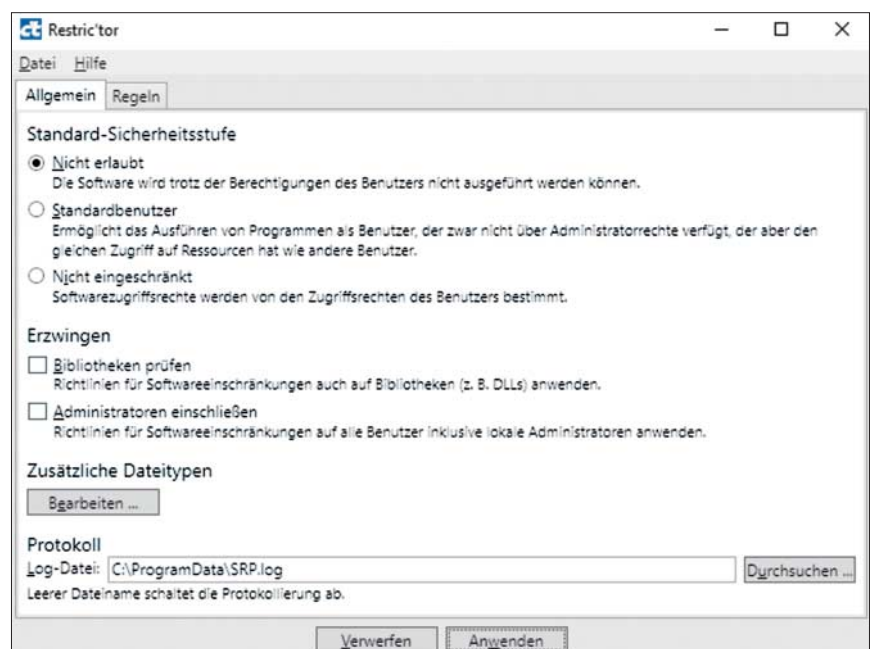 ct Restric'tor
Datei Hilfe
Allgemein Regeln
Standard-Sicherheitsstufe
Nicht erlaubt
Die Software wird trotz der Berechtigungen des Benutzers nicht ausgeführt werden können.
Standardbenutzer
Ermöglicht das Ausführen von Programmen als Benutzer, der zwar nicht über Administratorrechte verfügt, der aber den
gleichen Zugriff auf Ressourcen hat wie andere Benutzer.
Nicht eingeschränkt
Softwarezugriffsrechte werden von den Zugriffsrechten des Benutzers bestimmt.
Erzwingen
Bibliotheken prüfen
Richtlinien für Softwareeinschränkungen auch auf Bibliotheken (z. B. DLLs) anwenden.
Administratoren einschließen
Richtlinien für Softwareeinschränkungen auf alle Benutzer inklusive lokale Administratoren anwenden.
Zusätzliche Dateitypen
Bearbeiten ...
Protokoll
Log-Datei: C:\ProgramData\SRP.log Durchsuchen ...
Leerer Dateiname schaltet die Protokollierung ab.
Verwerfen Anwenden